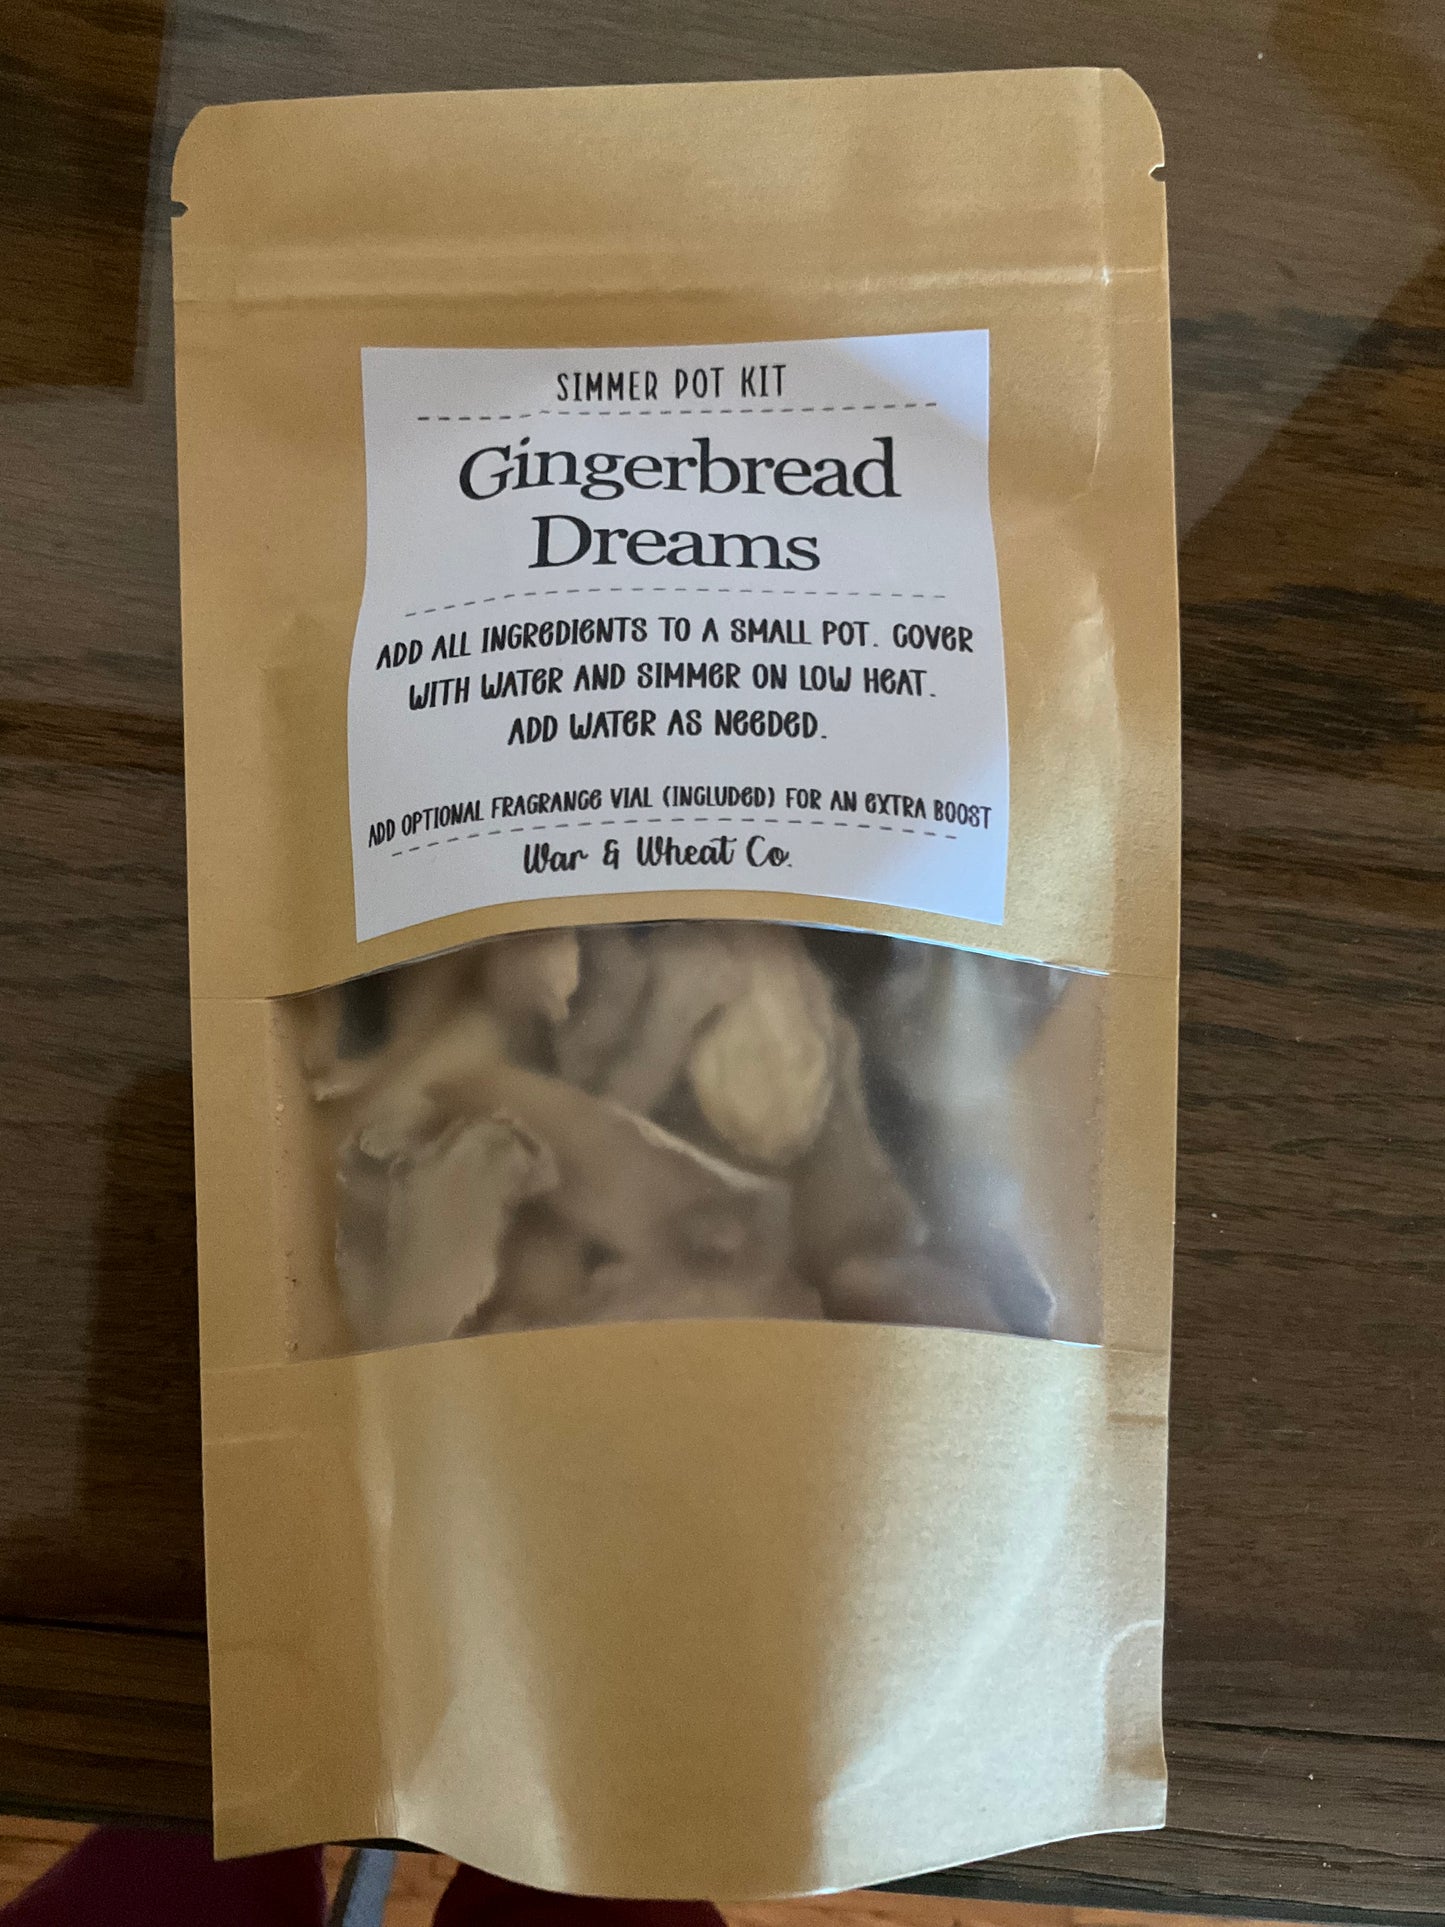 SIMMER POT KIT
Gingerbread
Dreams
ADD ALL INGREDIENTS TO A SMALL POT. COVER
WITH WATER AND SIMMER ON LOW HEAT.
ADD WATER AS NEEDED.
ADD OPTIONAL FRAGRANCE VIAL (INCLUDED) FOR AN EXTRA BOOST
War & Wheat Co.